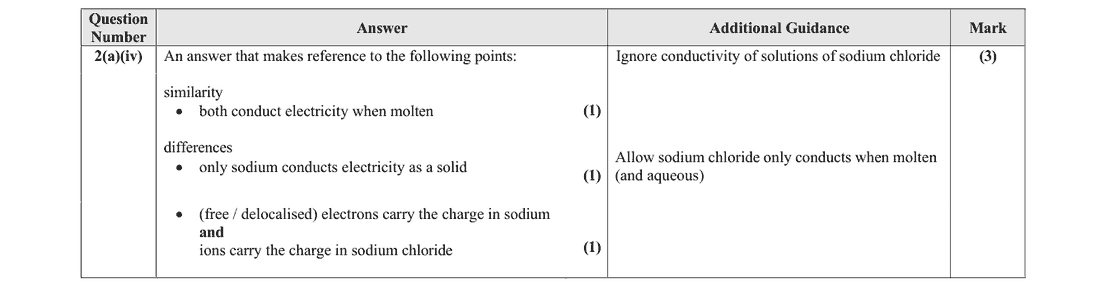 Question Number
Answer
Additional Guidance
Mark
2(a)(iv)
An answer that makes reference to the following points:
Ignore conductivity of solutions of sodium chloride
(3)
similarity
• both conduct electricity when molten
(1)
differences
• only sodium conducts electricity as a solid
(1)
Allow sodium chloride only conducts when molten
(and aqueous)
• (free / delocalised) electrons carry the charge in sodium
and
ions carry the charge in sodium chloride
(1)